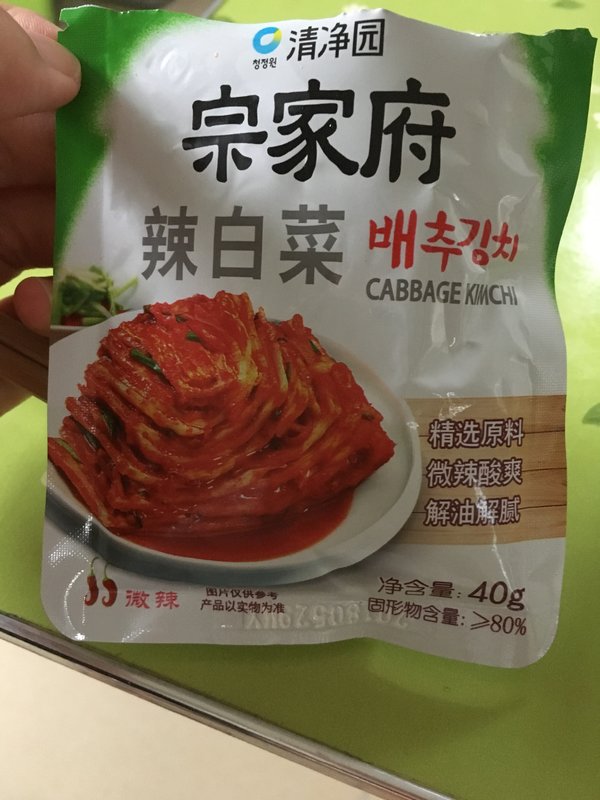 清净园
청정원
宗家府
辣白菜
배추김치
CABBAGE KIMCHI
精选原料
微辣酸爽
解油解腻
微辣
图片仅供参考
产品以实物为准
净含量: 40g
固形物含量: ≥80%